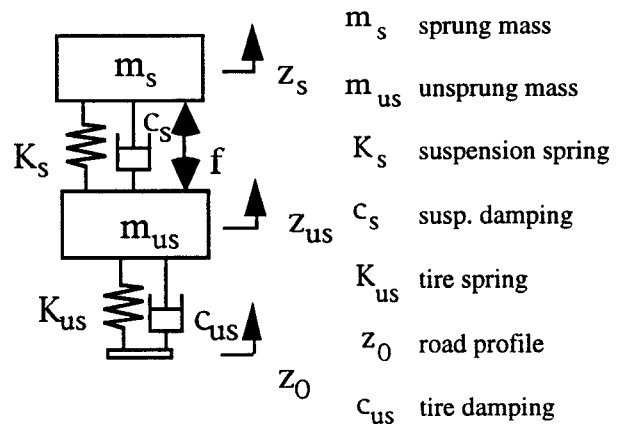 m_s z_s
c_s
K_s f
m_us z_us
K_us c_us
z_0
m_s sprung mass
m_us unsprung mass
K_s suspension spring
c_s susp. damping
K_us tire spring
z_0 road profile
c_us tire damping